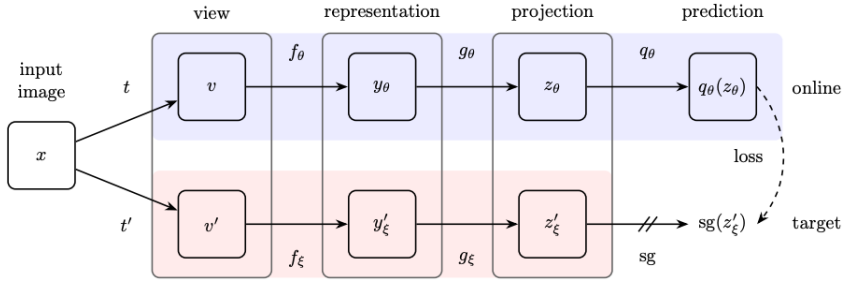 view representation projection prediction
input
image
t
f_θ g_θ q_θ
v y_θ z_θ q_θ(z_θ) online
x
loss
t′
v′ y′_ξ z′_ξ sg(z′_ξ) target
f_ξ g_ξ sg